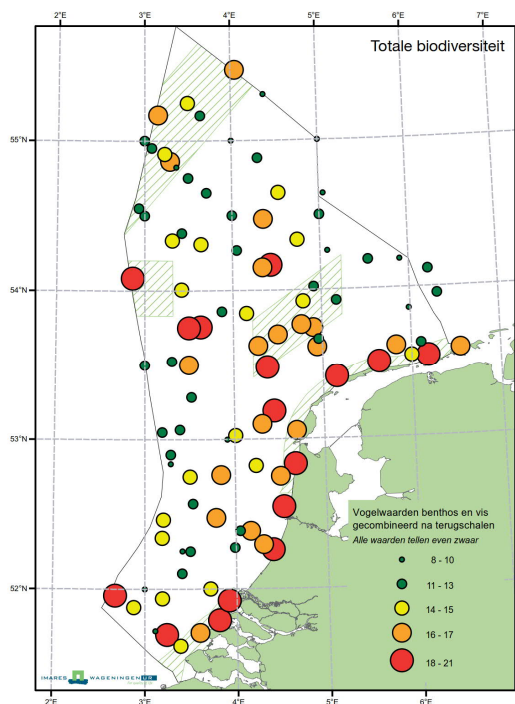 2°E 3°E 4°E 5°E 6°E 7°E
Totale biodiversiteit
55°N
54°N
53°N
52°N
Vogelwaarden benthos en vis
gecombineerd na terugschalen
Alle waarden tellen even zwaar
8 - 10
11 - 13
14 - 15
16 - 17
18 - 21
IMARES WAGENINGEN UR
2°E 3°E 4°E 5°E 6°E